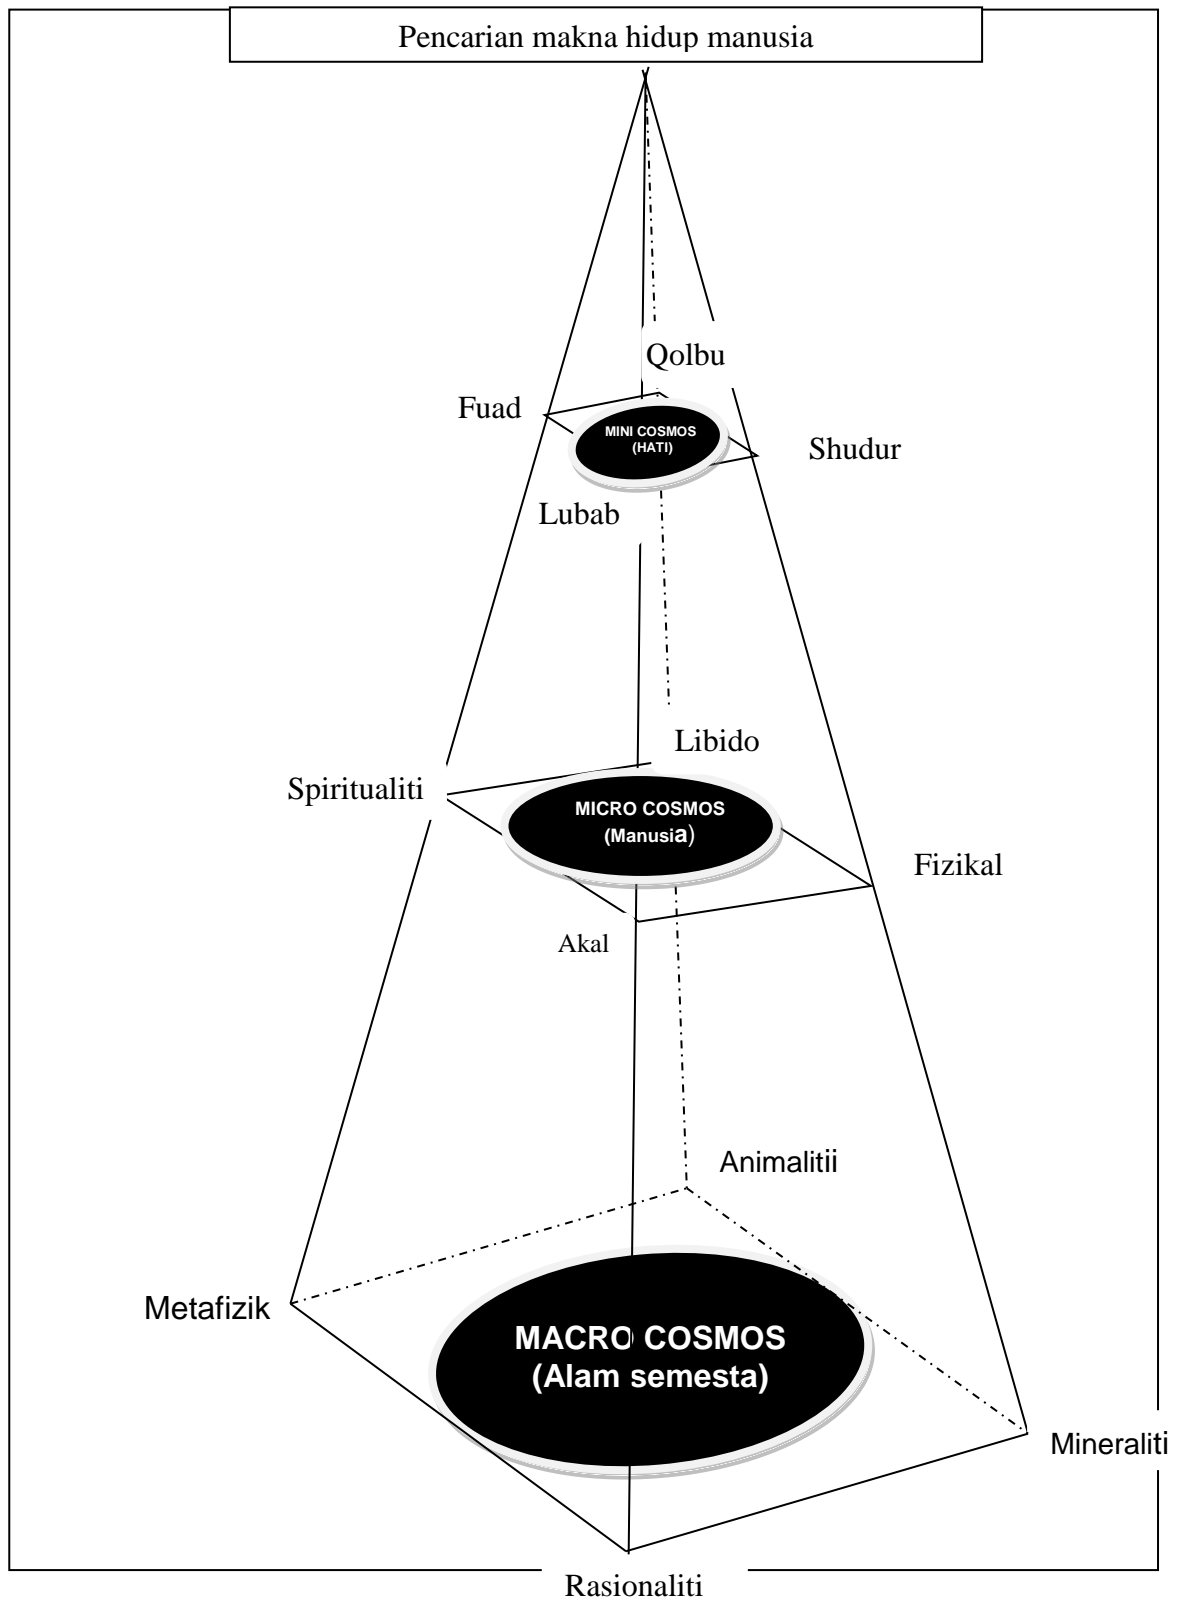 Pencarian makna hidup manusia
Qolbu
Fuad
MINI COSMOS
(HATI)
Shudur
Lubab
Libido
Spiritualiti
MICRO COSMOS
(Manusia)
Fizikal
Akal
Animalitii
Metafizik
MACRO COSMOS
(Alam semesta)
Mineraliti
Rasionaliti